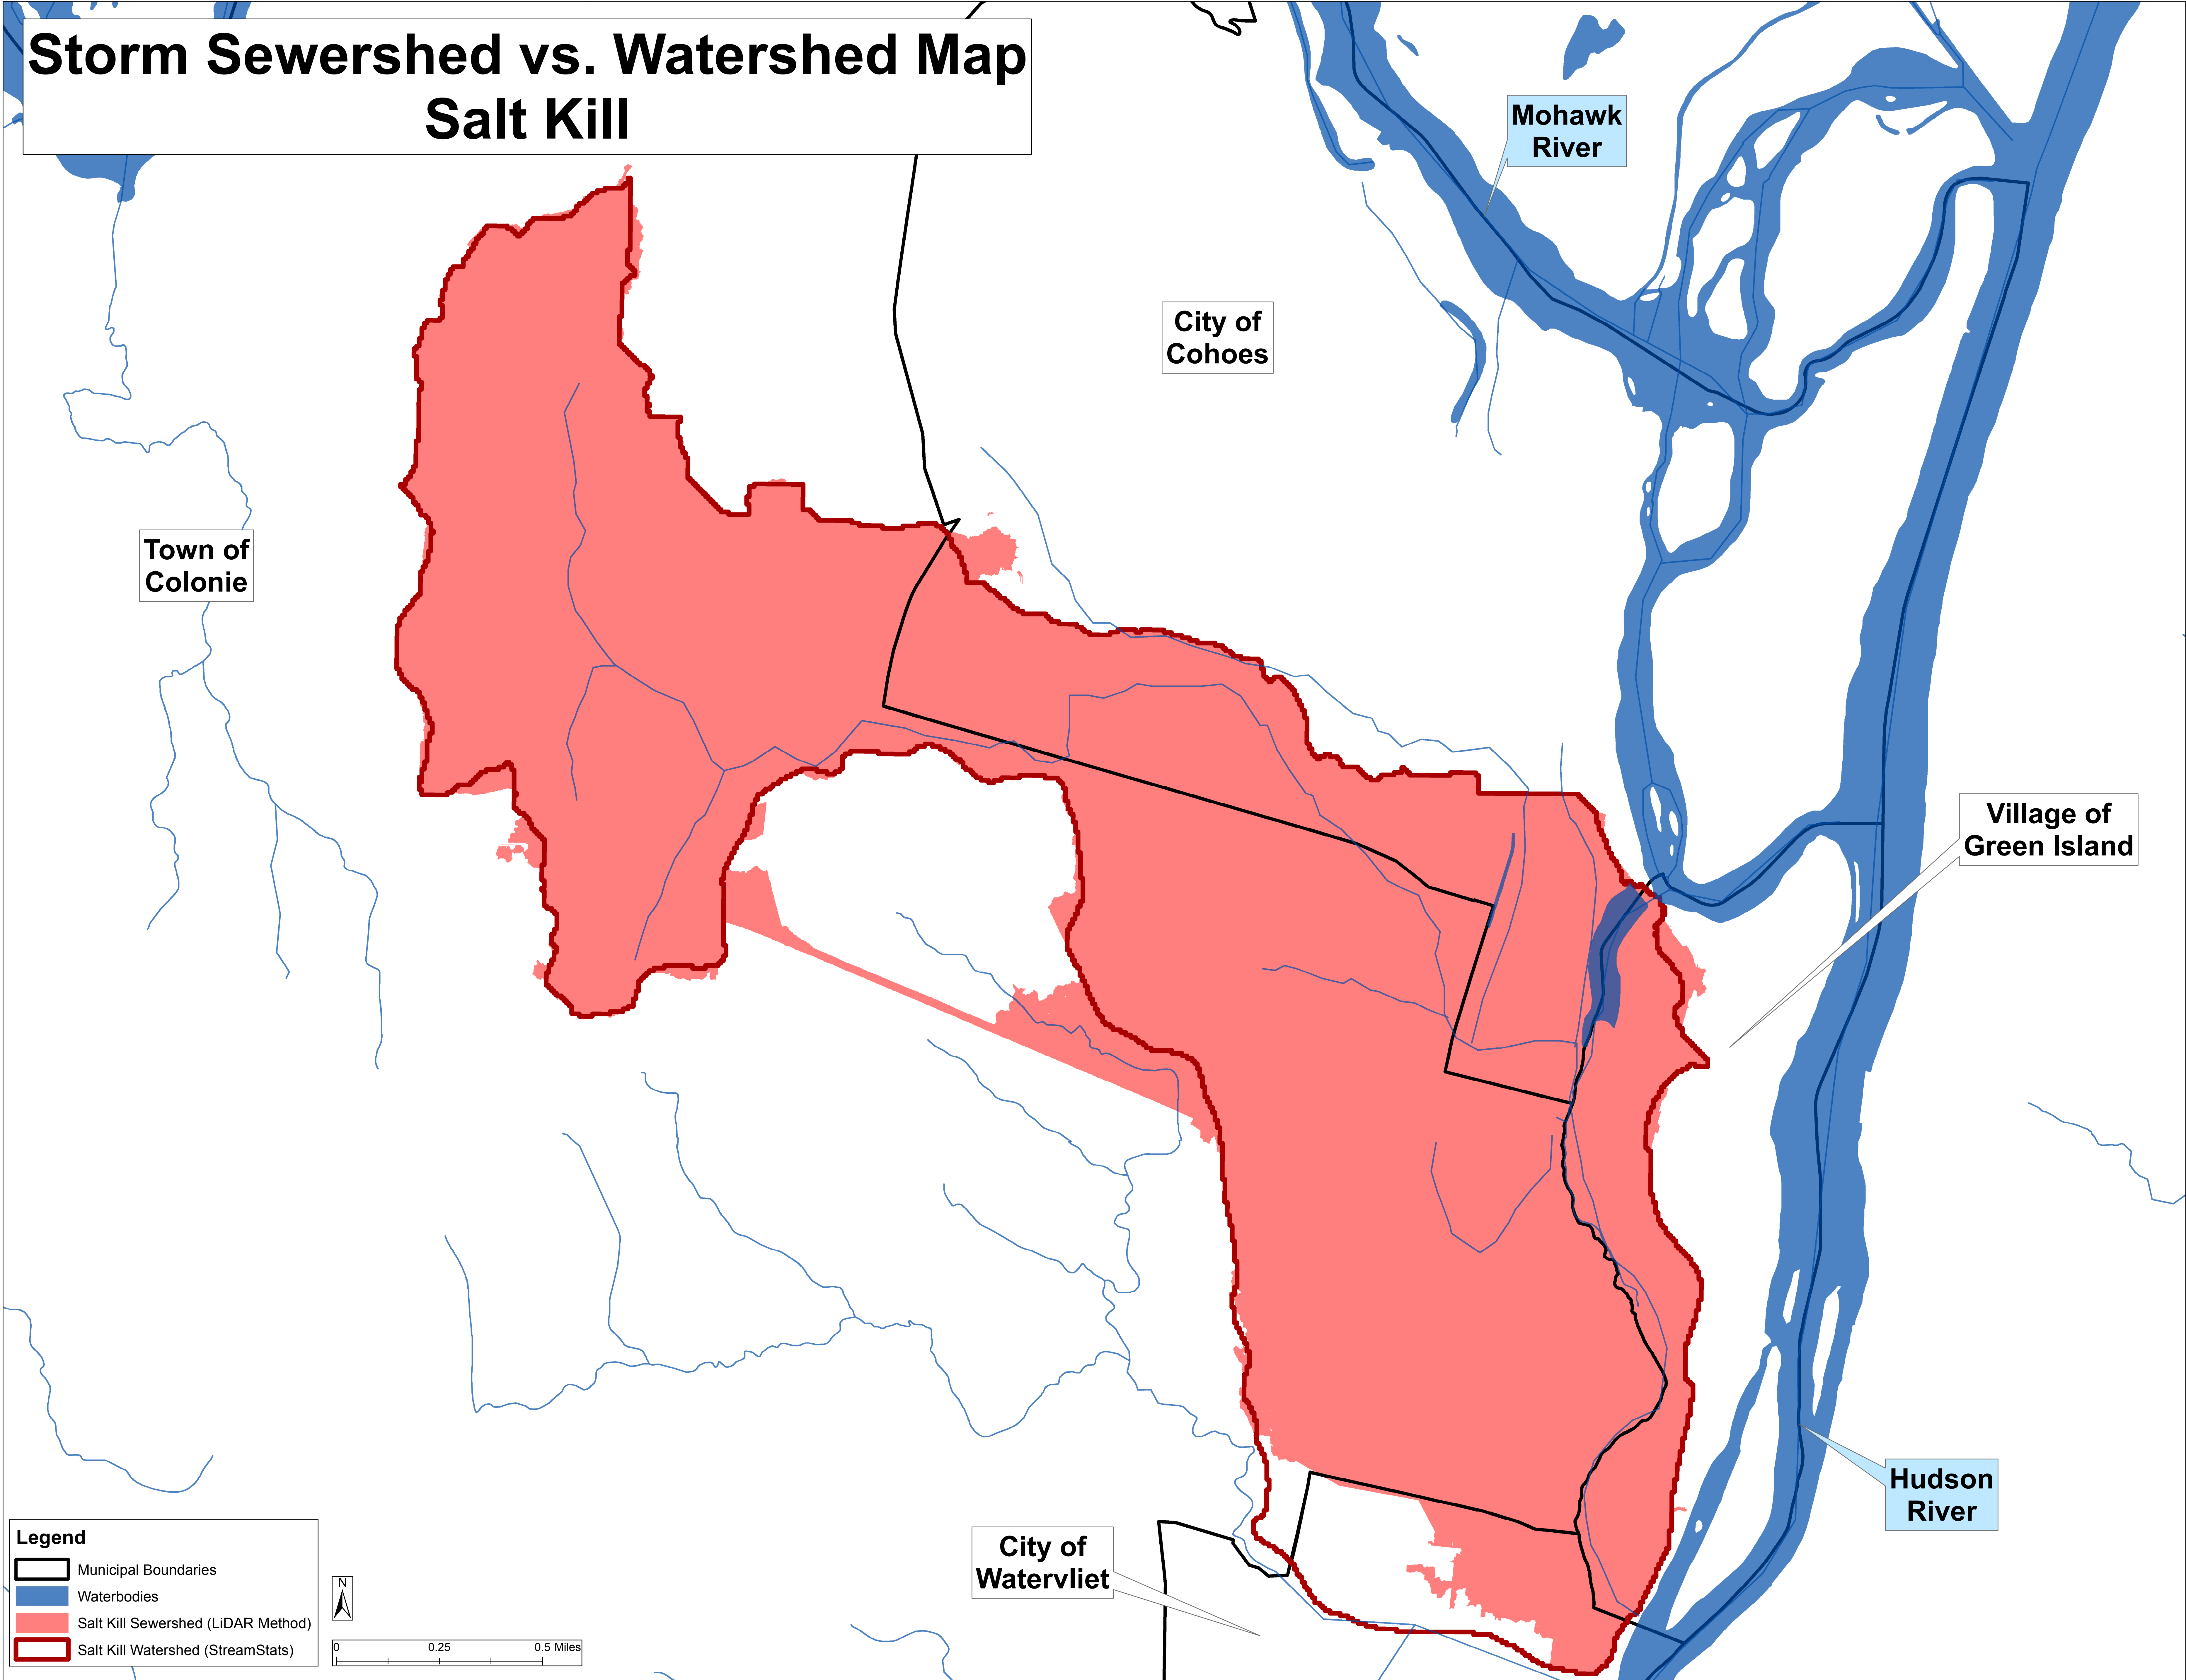 Storm Sewershed vs. Watershed Map
Salt Kill
Mohawk
River
City of
Cohoes
Town of
Colonie
Village of
Green Island
Hudson
River
City of
Watervliet
Legend
Municipal Boundaries
Waterbodies
Salt Kill Sewershed (LiDAR Method)
Salt Kill Watershed (StreamStats)
N
0 0.25 0.5 Miles